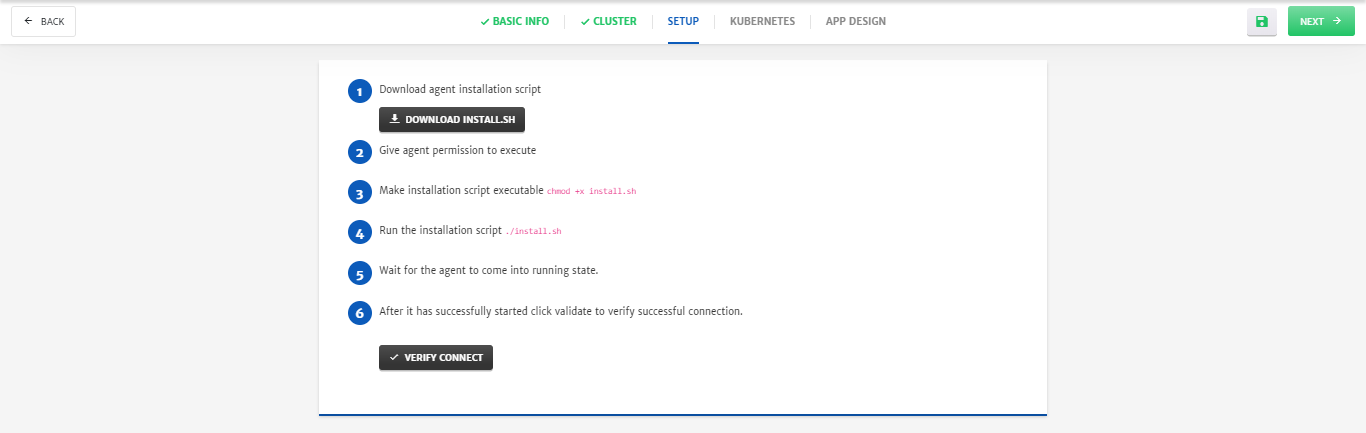 BACK
BASIC INFO
CLUSTER
SETUP
KUBERNETES
APP DESIGN
NEXT
1 Download agent installation script
DOWNLOAD INSTALL.SH
2 Give agent permission to execute
3 Make installation script executable chmod +x install.sh
4 Run the installation script ./install.sh
5 Wait for the agent to come into running state.
6 After it has successfully started click validate to verify successful connection.
VERIFY CONNECT